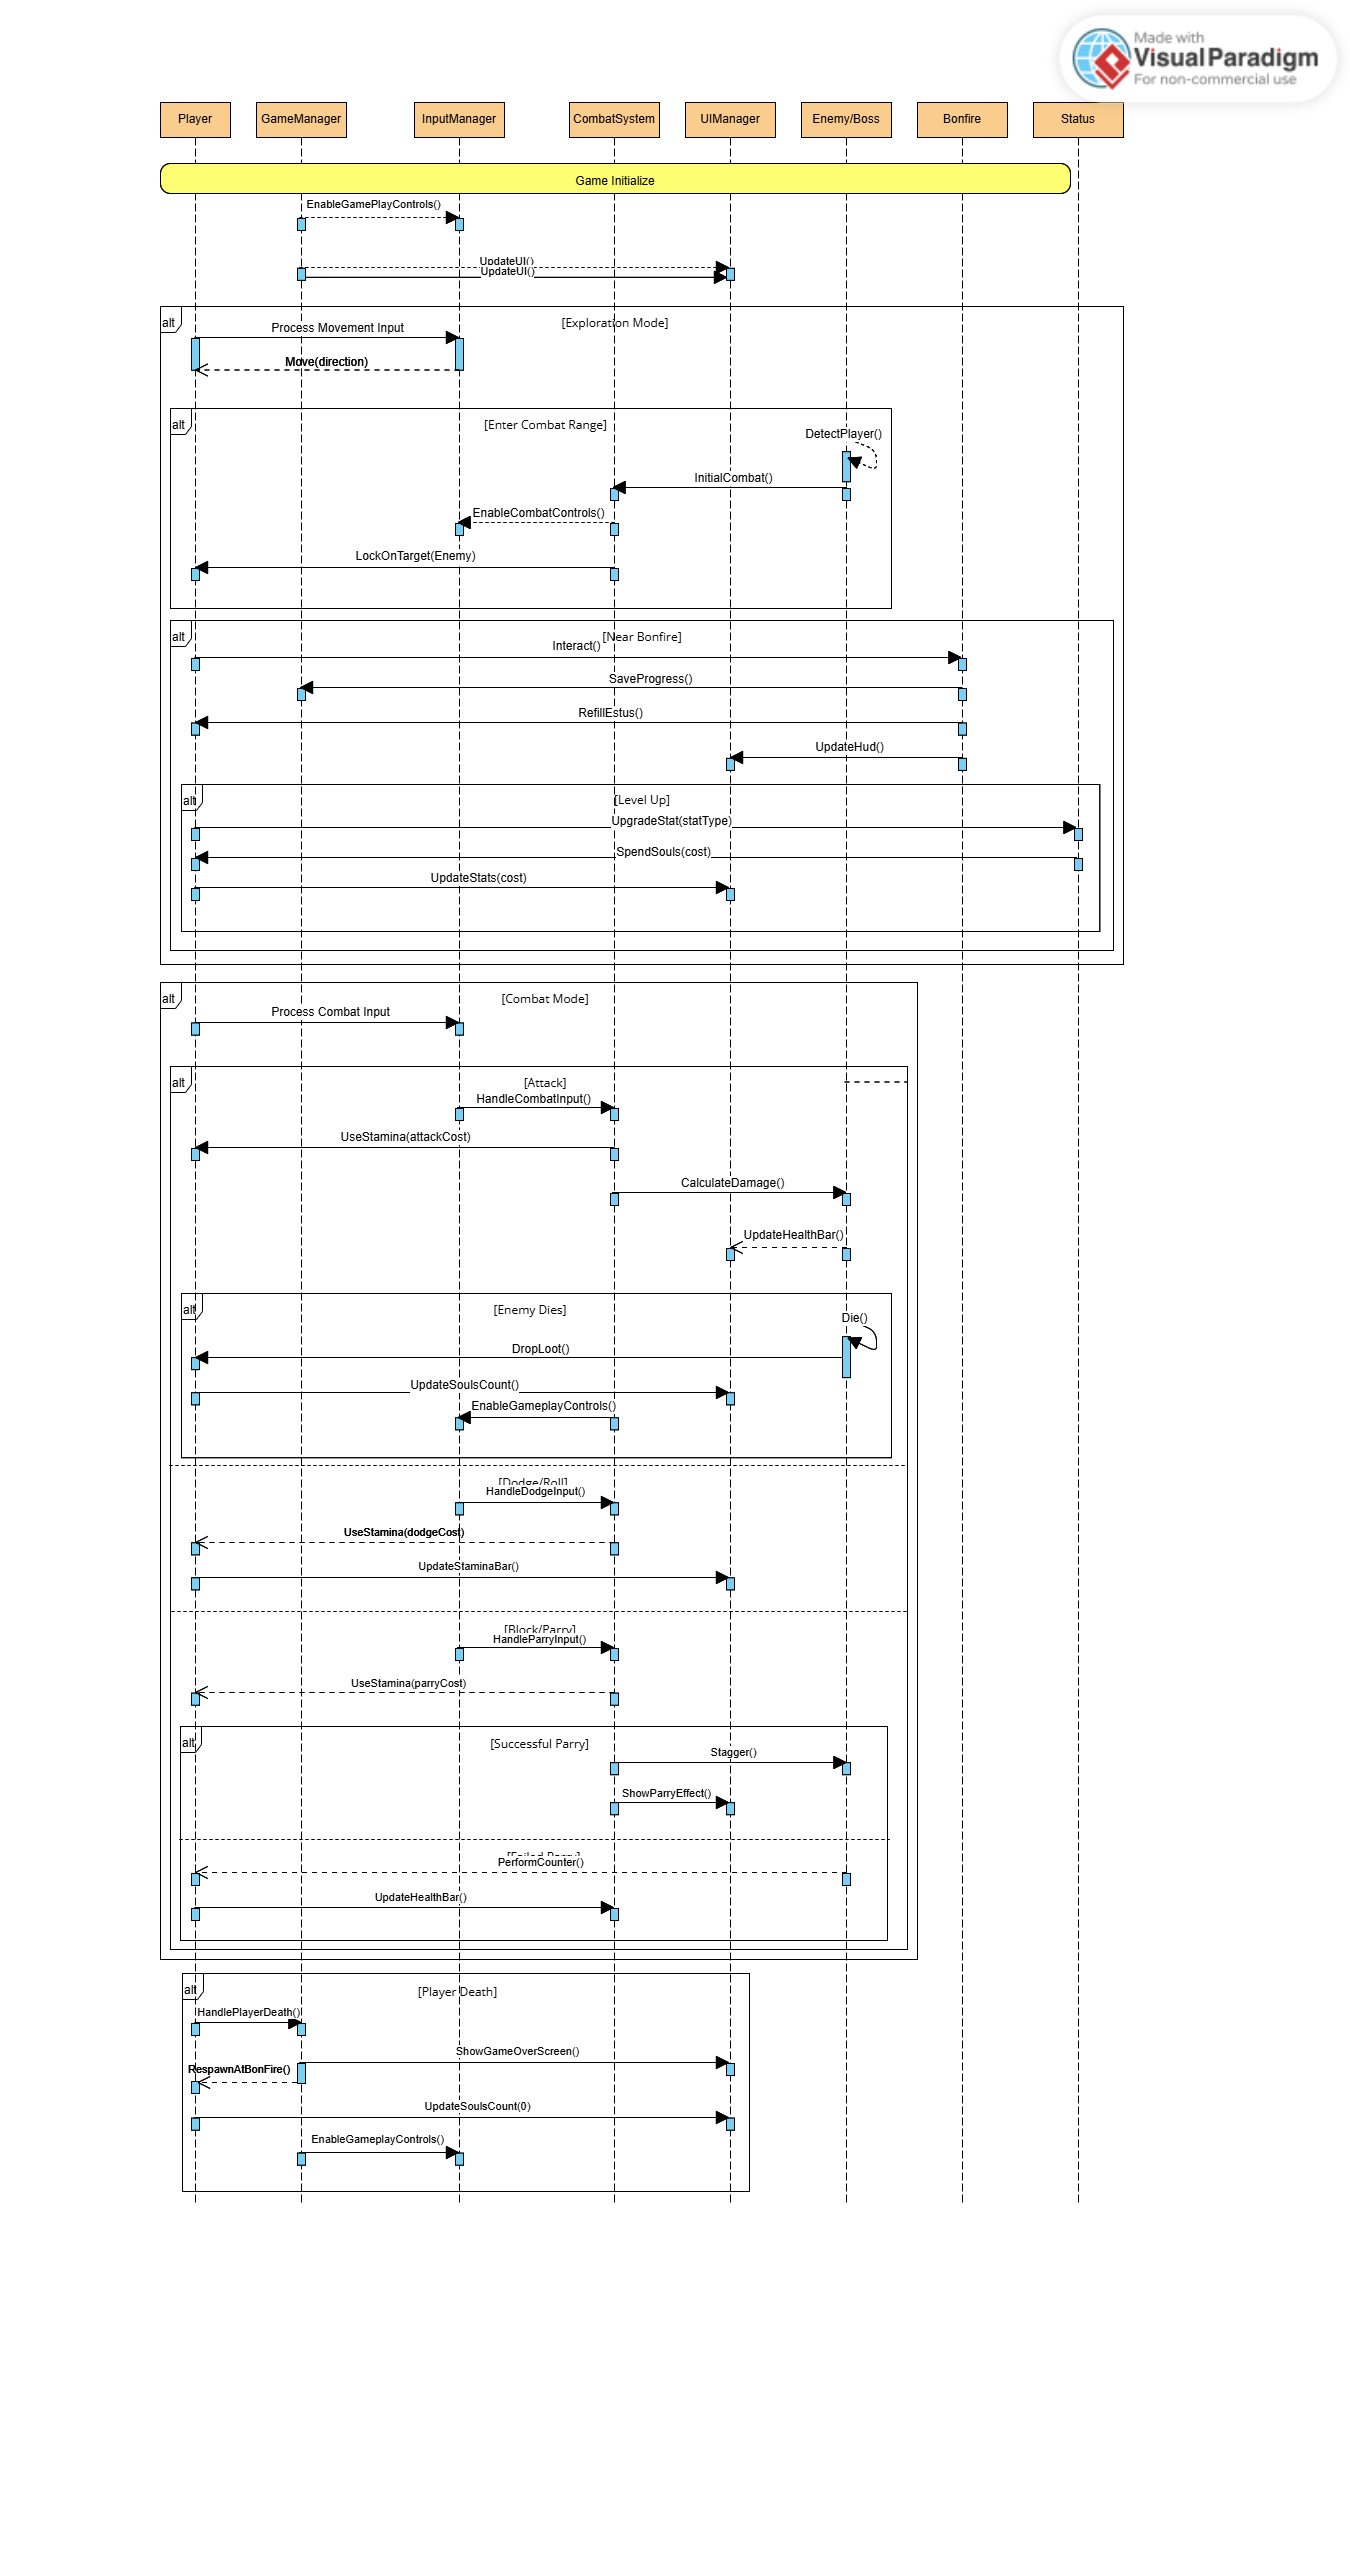 Made with
VisualParadigm
For non-commercial use
Player GameManager InputManager CombatSystem UIManager Enemy/Boss Bonfire Status
Game Initialize
EnableGamePlayControls()
UpdateUI()
UpdateUI()
alt [Exploration Mode]
Process Movement Input
Move(direction)
alt [Enter Combat Range]
DetectPlayer()
InitialCombat()
EnableCombatControls()
LockOnTarget(Enemy)
alt [Near Bonfire]
Interact()
SaveProgress()
RefillEstus()
UpdateHud()
alt [Level Up]
UpgradeStat(statType)
SpendSouls(cost)
UpdateStats(cost)
alt [Combat Mode]
Process Combat Input
alt [Attack]
HandleCombatInput()
UseStamina(attackCost)
CalculateDamage()
UpdateHealthBar()
alt [Enemy Dies]
Die()
DropLoot()
UpdateSoulsCount()
EnableGameplayControls()
[Dodge/Roll]
HandleDodgeInput()
UseStamina(dodgeCost)
UpdateStaminaBar()
[Block/Parry]
HandleParryInput()
UseStamina(parryCost)
alt [Successful Parry]
Stagger()
ShowParryEffect()
[Failed Parry]
PerformCounter()
UpdateHealthBar()
alt [Player Death]
HandlePlayerDeath()
ShowGameOverScreen()
RespawnAtBonFire()
UpdateSoulsCount(0)
EnableGameplayControls()